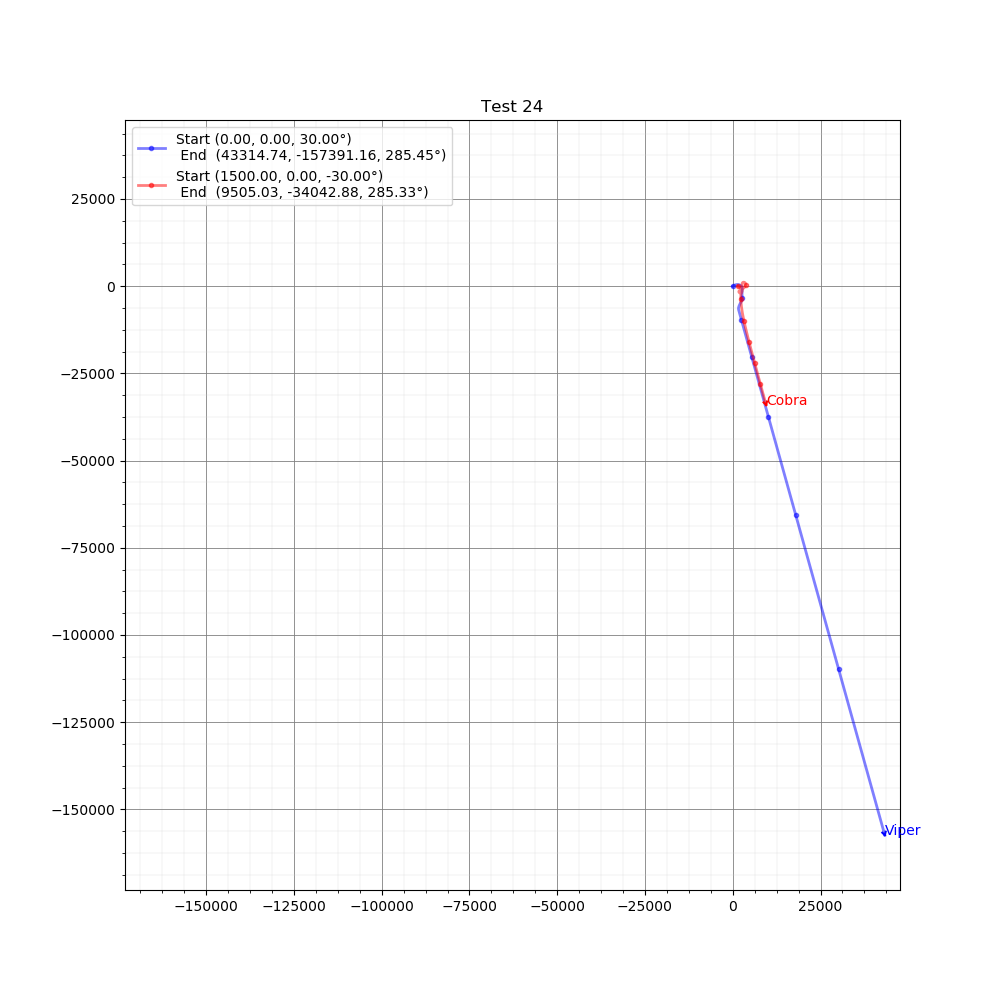 Test 24
Start (0.00, 0.00, 30.00°)
End  (43314.74, -157391.16, 285.45°)
Start (1500.00, 0.00, -30.00°)
End  (9505.03, -34042.88, 285.33°)
25000
0
−25000
−50000
−75000
−100000
−125000
−150000
Cobra
Viper
−150000 −125000 −100000 −75000 −50000 −25000 0 25000